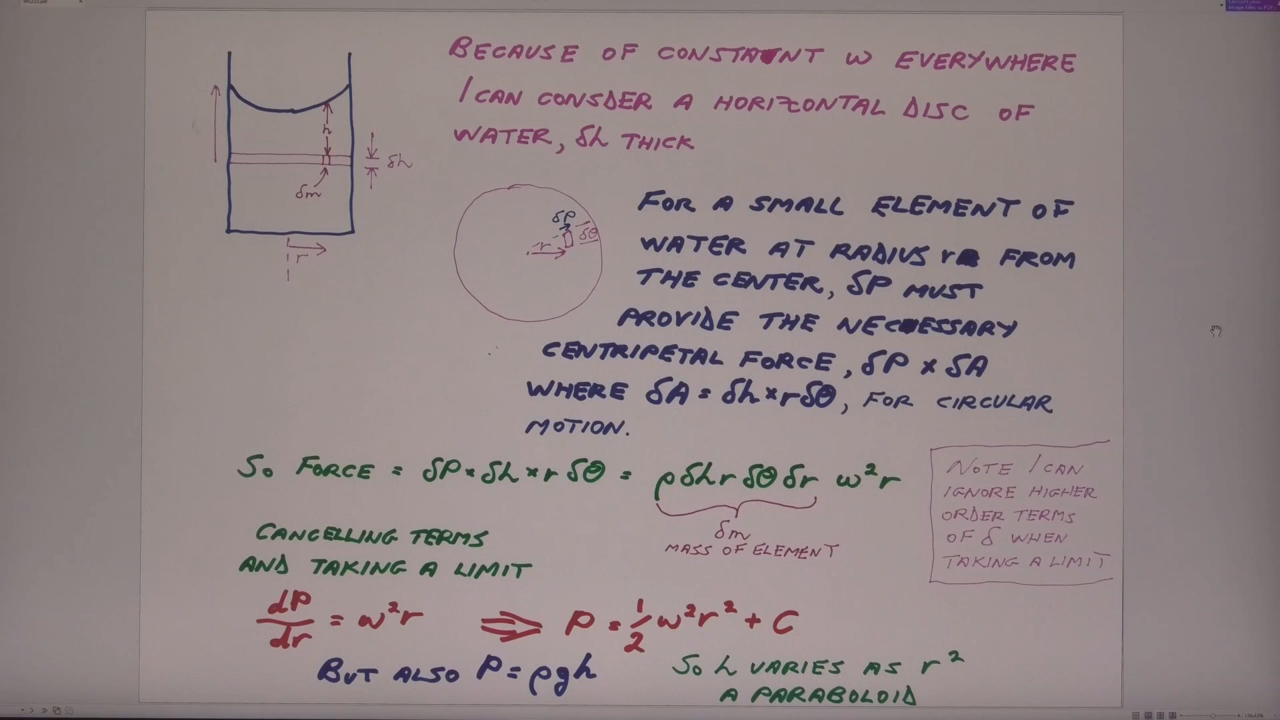 BECAUSE OF CONSTANT ω EVERYWHERE
I CAN CONSDER A HORIZONTAL DISC OF
WATER, δh THICK
h
δh
δm
r
δP
δθ
r
FOR A SMALL ELEMENT OF
WATER AT RADIUS r FROM
THE CENTER, δP MUST
PROVIDE THE NECESSARY
CENTRIPETAL FORCE, δP × δA
WHERE δA = δh × r δθ, FOR CIRCULAR
MOTION.
SO FORCE = δP × δh × r δθ = ρ δh r δθ δr ω²r
δm
MASS OF ELEMENT
NOTE I CAN
IGNORE HIGHER
ORDER TERMS
OF δ WHEN
TAKING A LIMIT
CANCELLING TERMS
AND TAKING A LIMIT
dP/dr = ω²r ⇒ P = 1/2 ω²r² + C
BUT ALSO P = ρgh
SO h VARIES AS r²
A PARABOLOID